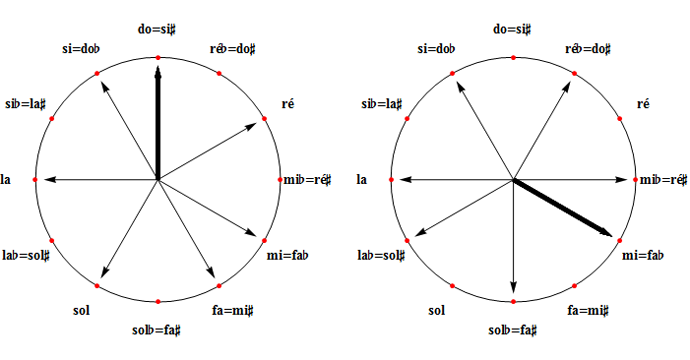 do=si♯
si=do♭
ré♭=do♯
si♭=la♯
ré
la
mi♭=ré♯
la♭=sol♯
mi=fa♭
sol
fa=mi♯
sol♭=fa♯
do=si♯
si=do♭
ré♭=do♯
si♭=la♯
ré
la
mi♭=ré♯
la♭=sol♯
mi=fa♭
sol
fa=mi♯
sol♭=fa♯